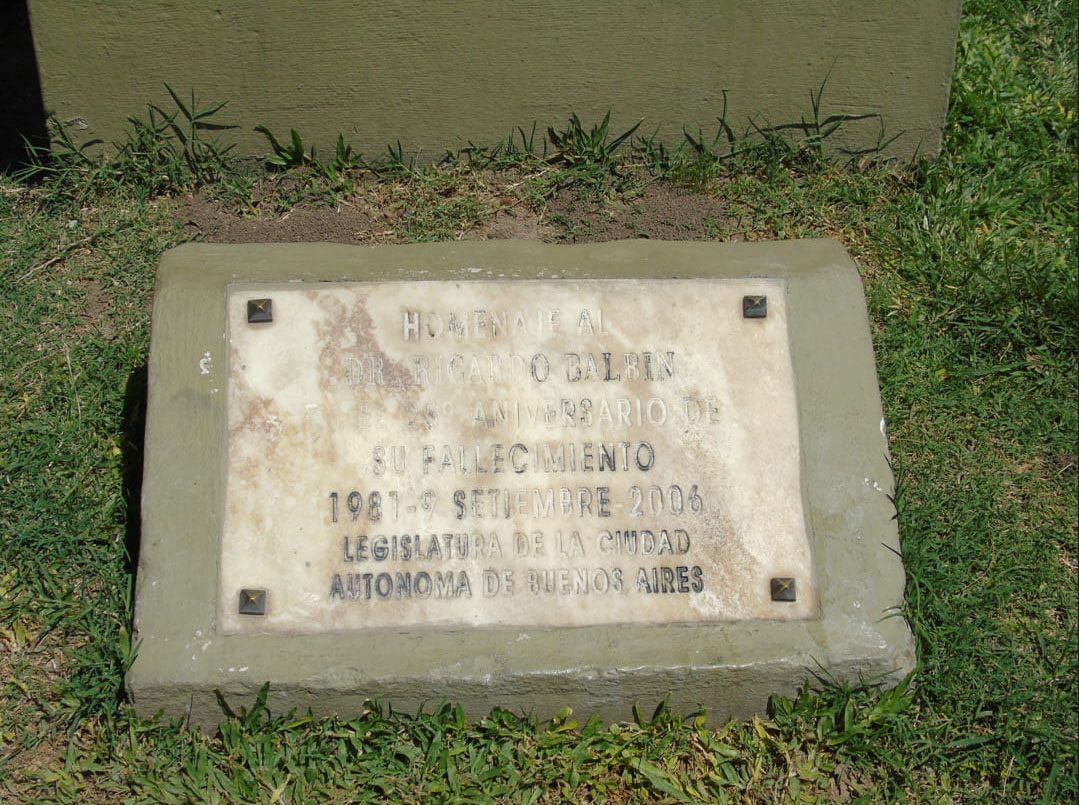 HOMENAJE AL
DR. RICARDO BALBIN
ANIVERSARIO DE
SU FALLECIMIENTO
1981-9 SETIEMBRE-2006
LEGISLATURA DE LA CIUDAD
AUTONOMA DE BUENOS AIRES